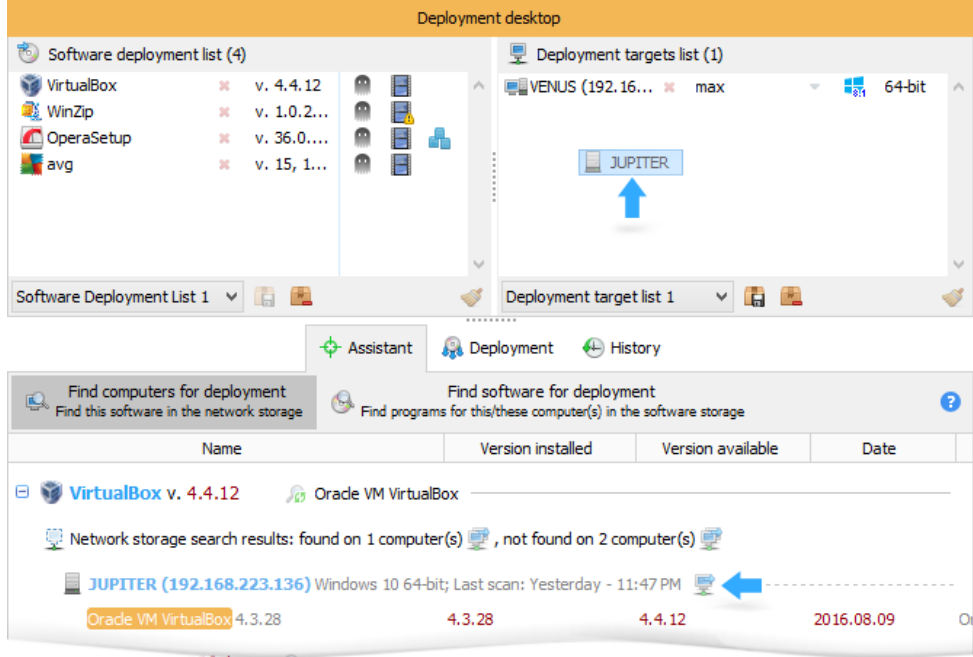 Deployment desktop
Software deployment list (4)
VirtualBox v. 4.4.12
WinZip v. 1.0.2...
OperaSetup v. 36.0....
avg v. 15, 1...
Software Deployment List 1
Deployment targets list (1)
VENUS (192.16... max 8.1 64-bit
JUPITER
Deployment target list 1
Assistant Deployment History
Find computers for deployment
Find this software in the network storage
Find software for deployment
Find programs for this/these computer(s) in the software storage
Name Version installed Version available Date
VirtualBox v. 4.4.12 Oracle VM VirtualBox
Network storage search results: found on 1 computer(s) , not found on 2 computer(s)
JUPITER (192.168.223.136) Windows 10 64-bit; Last scan: Yesterday - 11:47 PM
Oracle VM VirtualBox 4.3.28 4.3.28 4.4.12 2016.08.09